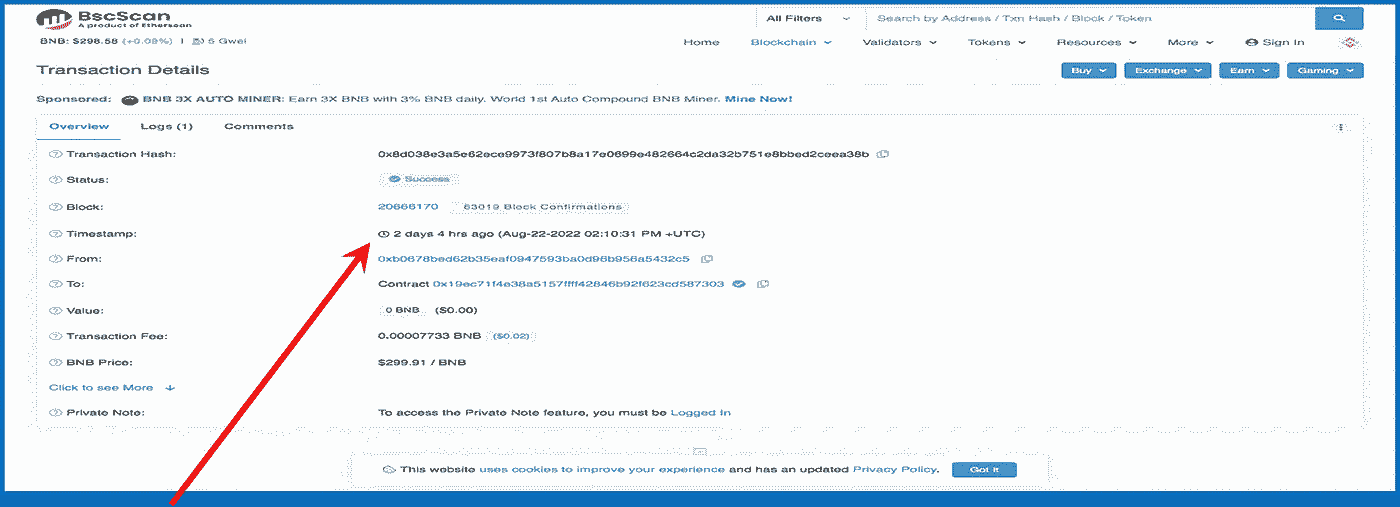 BscScan
A product of Etherscan
All Filters Search by Address / Txn Hash / Block / Token
BNB: $298.58 (+0.09%) | 5 Gwei
Home Blockchain Validators Tokens Resources More Sign In
Transaction Details
Buy Exchange Earn Gaming
Sponsored: BNB 3X AUTO MINER: Earn 3X BNB with 3% BNB daily. World 1st Auto Compound BNB Miner. Mine Now!
Overview Logs (1) Comments
Transaction Hash: 0x8d038e3a5e62ece9973f807b8a17e0699e482664c2da32b751e8bbed2ceea38b
Status: Success
Block: 20666170 63019 Block Confirmations
Timestamp: 2 days 4 hrs ago (Aug-22-2022 02:10:31 PM +UTC)
From: 0xb0678bed62b35eaf0947593ba0d96b956a5432c5
To: Contract 0x19ec71f4e38a5157ffff42846b92f623cd587303
Value: 0 BNB ($0.00)
Transaction Fee: 0.00007733 BNB ($0.02)
BNB Price: $299.91 / BNB
Click to see More
Private Note: To access the Private Note feature, you must be Logged In
This website uses cookies to improve your experience and has an updated Privacy Policy. Got It